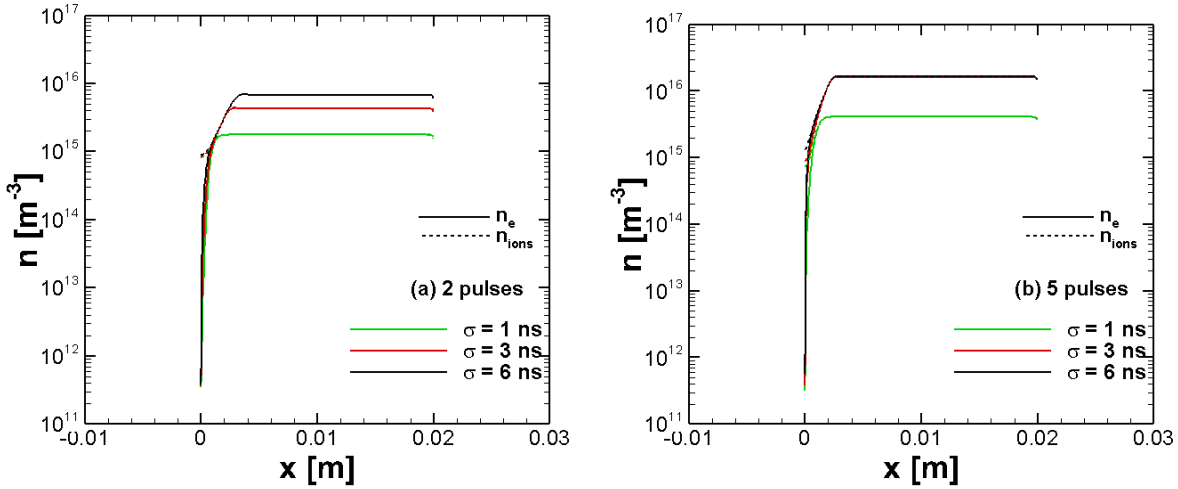 10^17
10^16
10^15
10^14
10^13
10^12
10^11
n [m^-3]
n_e
n_ions
(a) 2 pulses
σ = 1 ns
σ = 3 ns
σ = 6 ns
-0.01 0 0.01 0.02 0.03
x [m]
10^17
10^16
10^15
10^14
10^13
10^12
10^11
n [m^-3]
n_e
n_ions
(b) 5 pulses
σ = 1 ns
σ = 3 ns
σ = 6 ns
-0.01 0 0.01 0.02 0.03
x [m]